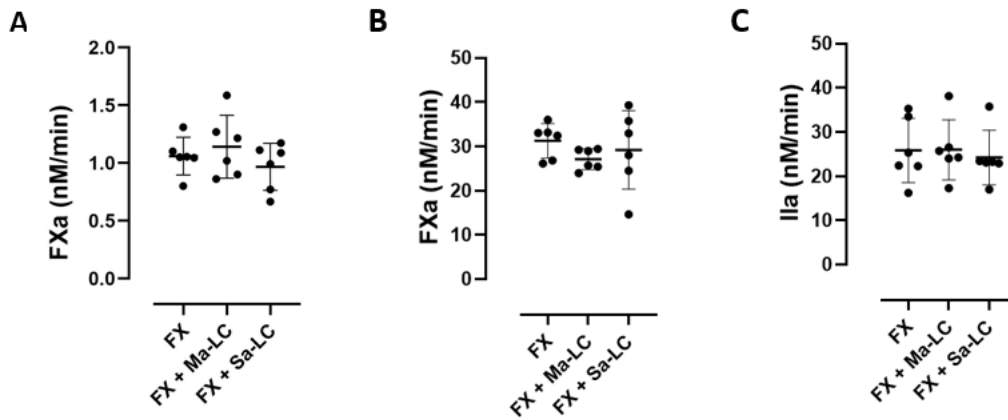 A
FXa (nM/min)
2.0
1.5
1.0
0.5
0.0
FX
FX + Ma-LC
FX + Sa-LC
B
FXa (nM/min)
50
40
30
20
10
0
FX
FX + Ma-LC
FX + Sa-LC
C
IIa (nM/min)
50
40
30
20
10
0
FX
FX + Ma-LC
FX + Sa-LC